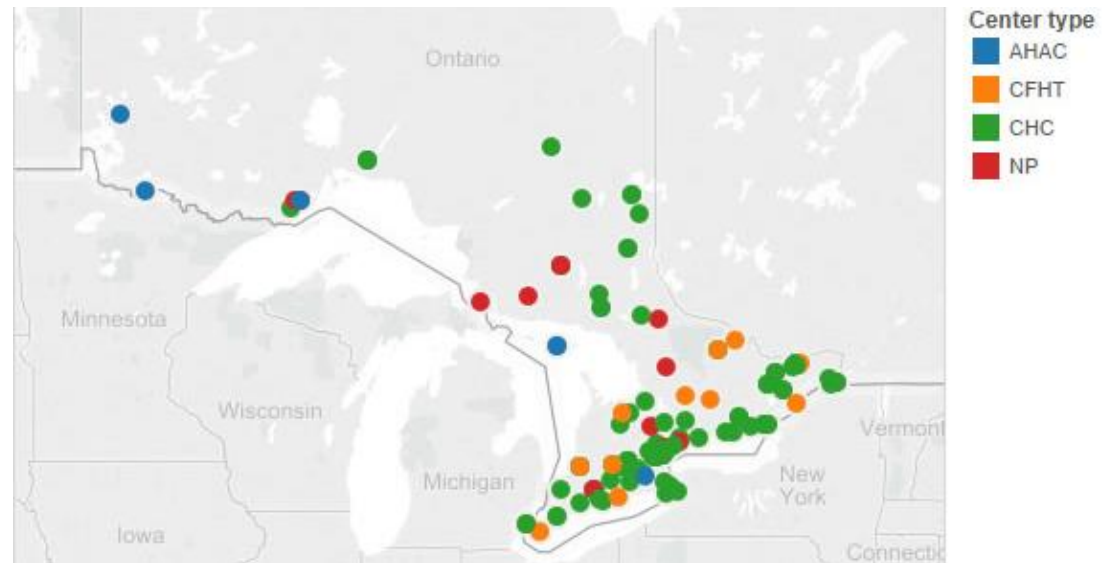 Center type
AHAC
CFHT
CHC
NP
Ontario
Minnesota
Wisconsin
Michigan
Iowa
Vermont
New
York
Connectic